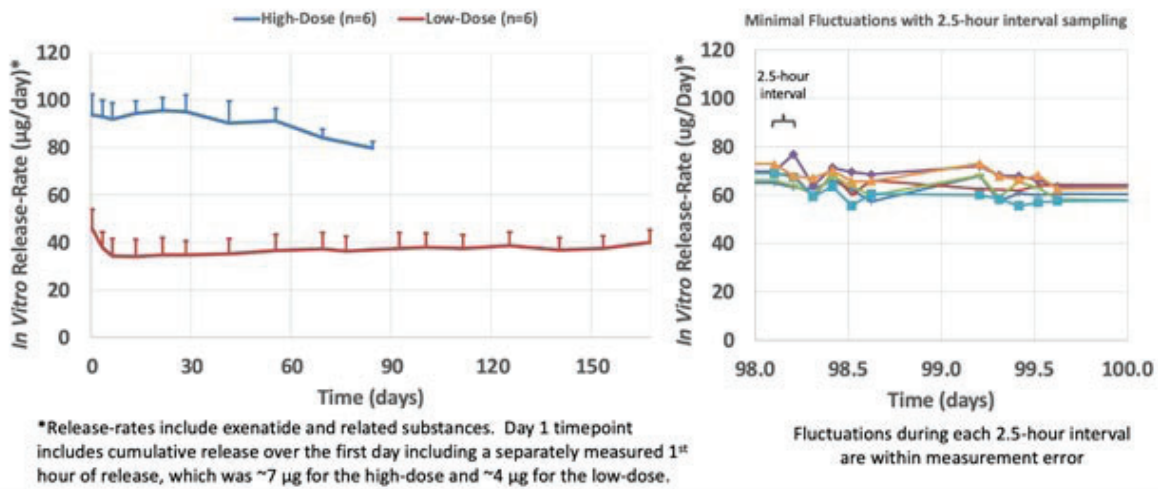 High-Dose (n=6) Low-Dose (n=6)
In Vitro Release-Rate (µg/day)*
120
100
80
60
40
20
0
0 30 60 90 120 150
Time (days)
*Release-rates include exenatide and related substances. Day 1 timepoint
includes cumulative release over the first day including a separately measured 1st
hour of release, which was ~7 µg for the high-dose and ~4 µg for the low-dose.
Minimal Fluctuations with 2.5-hour interval sampling
In Vitro Release-Rate (ug/Day)*
120
100
80
60
40
20
0
2.5-hour
interval
98.0 98.5 99.0 99.5 100.0
Time (days)
Fluctuations during each 2.5-hour interval
are within measurement error